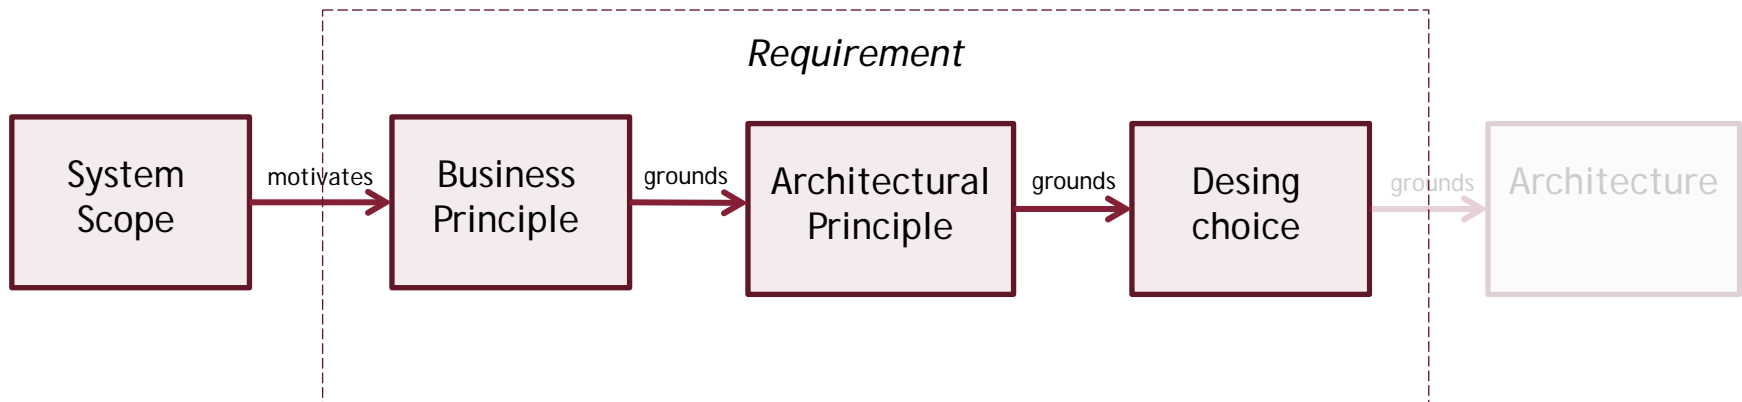 Requirement
System
Scope
motivates
Business
Principle
grounds
Architectural
Principle
grounds
Desing
choice
grounds
Architecture